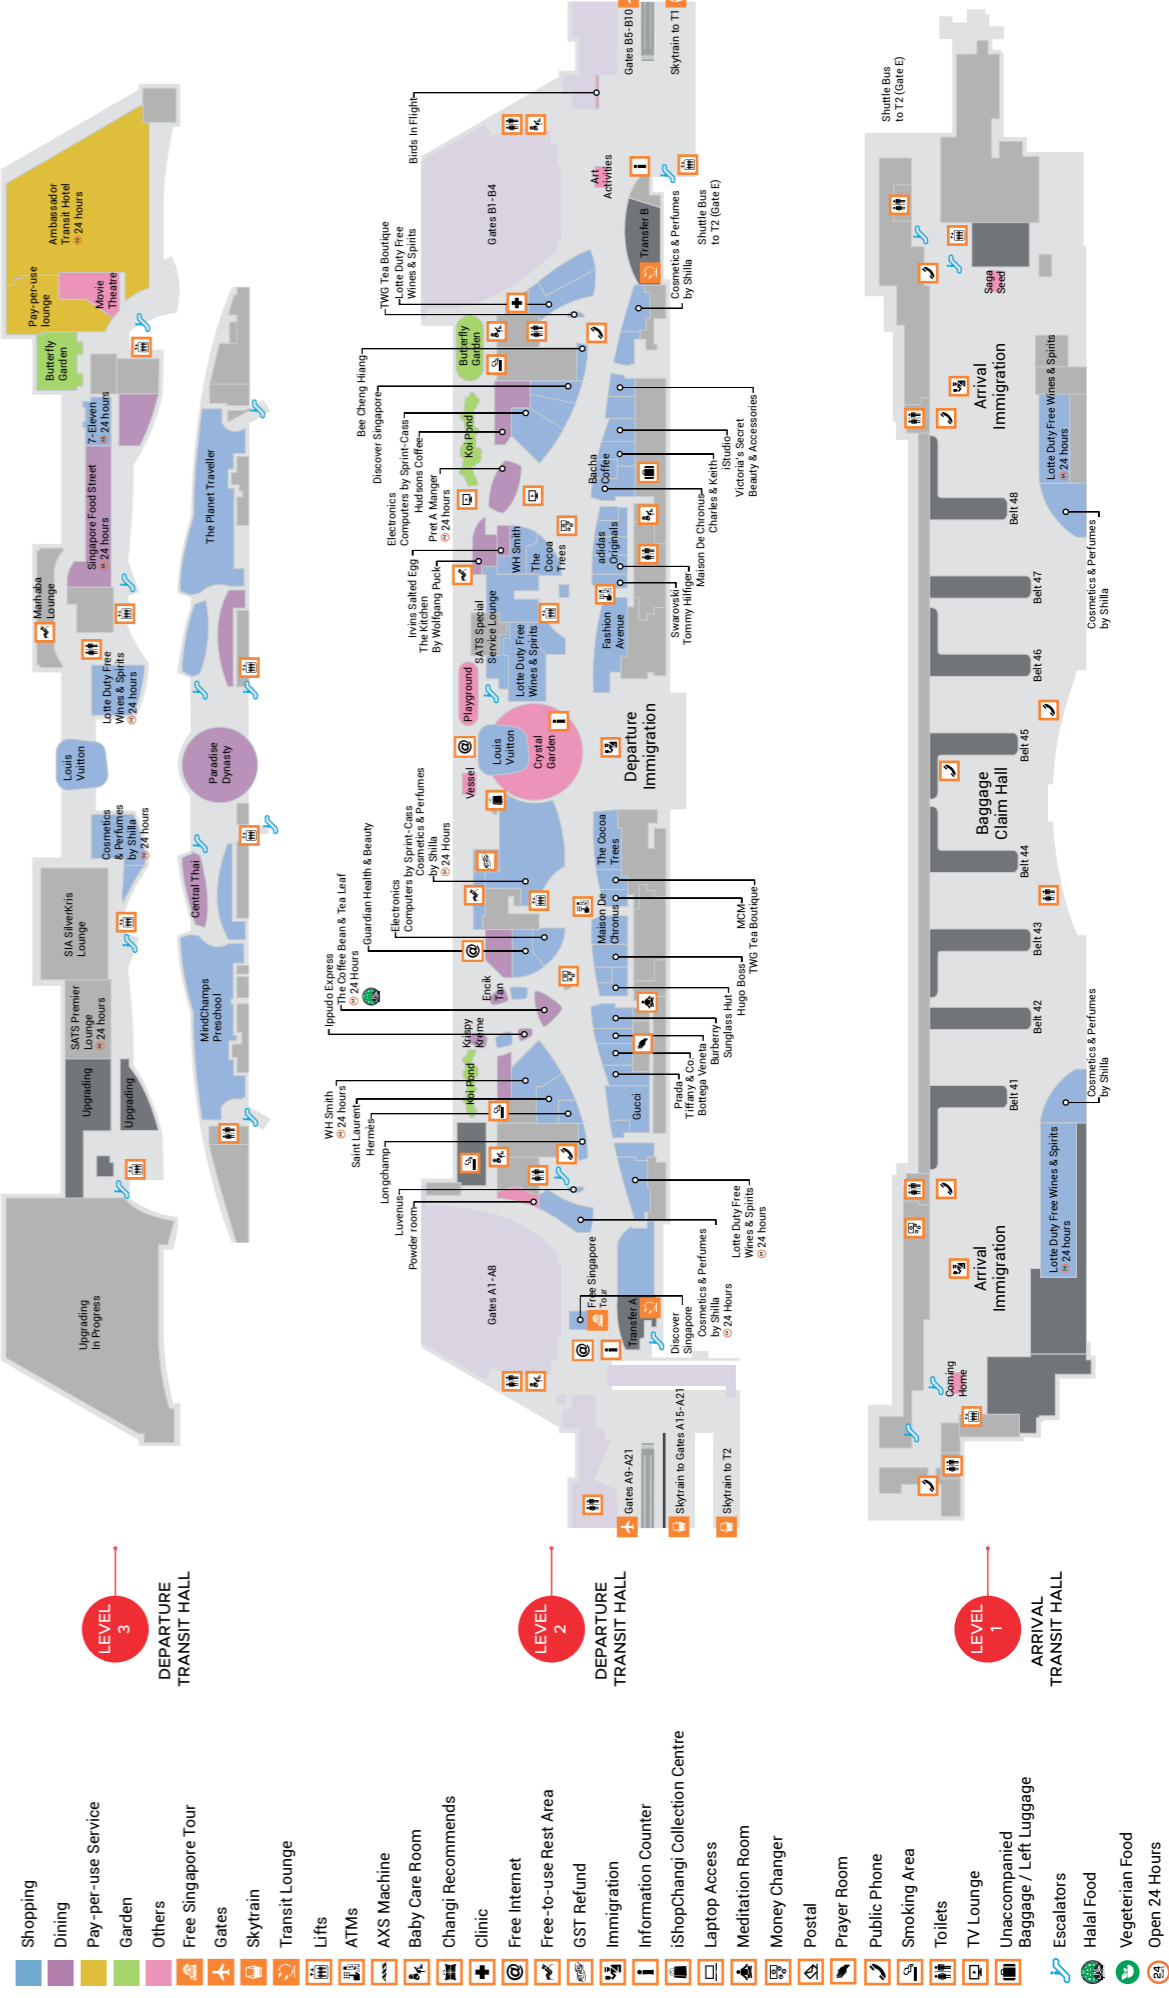 Shopping
Dining
Pay-per-use Service
Garden
Others
Free Singapore Tour
Gates
Skytrain
Transit Lounge
Lifts
ATMs
AXS Machine
Baby Care Room
Changi Recommends
Clinic
Free Internet
Free-to-use Rest Area
GST Refund
Immigration
Information Counter
iShopChangi Collection Centre
Laptop Access
Meditation Room
Money Changer
Postal
Prayer Room
Public Phone
Smoking Area
Toilets
TV Lounge
Unaccompanied
Baggage / Left Luggage
Escalators
Halal Food
Vegeterian Food
Open 24 Hours
LEVEL
3
DEPARTURE
TRANSIT HALL
Upgrading
In Progress
Upgrading
Upgrading
SATS Premier
Lounge
24 hours
SIA SilverKris
Lounge
Cosmetics
& Perfumes
by Shilla
24 hours
Louis
Vuitton
Lotte Duty Free
Wines & Spirits
24 hours
Marhaba
Lounge
Singapore Food Street
24 hours
7-Eleven
24 hours
Butterfly
Garden
Pay-per-use
lounge
Movie
Theatre
Ambassador
Transit Hotel
24 hours
MindChamps
Preschool
Central Thai
Paradise
Dynasty
The Planet Traveller
LEVEL
2
DEPARTURE
TRANSIT HALL
Gates A9-A21
Skytrain to Gates A15-A21
Skytrain to T2
Gates A1-A8
Free Singapore
Tour
Transfer A
Discover
Singapore
Cosmetics & Perfumes
by Shilla
24 Hours
Lotte Duty Free
Wines & Spirits
24 hours
Powder room
Luvenus
Longchamp
Hermès
Saint Laurent
WH Smith
24 hours
Koi Pond
Krispy
Kreme
Ippudo Express
The Coffee Bean & Tea Leaf
24 Hours
Encik
Tan
Guardian Health & Beauty
Electronics
Computers by Sprint-Cass
Cosmetics & Perfumes
by Shilla
24 Hours
Gucci
Prada
Tiffany & Co.
Bottega Veneta
Burberry
Sunglass Hut
Hugo Boss
Maison De
Chronus
MCM
TWG Tea Boutique
The Cocoa
Trees
Vessel
Louis
Vuitton
Crystal
Garden
Departure
Immigration
Playground
SATS Special
Service Lounge
Lotte Duty Free
Wines & Spirits
Fashion
Avenue
The Kitchen
By Wolfgang Puck
Irvins Salted Egg
WH Smith
The
Cocoa
Trees
adidas
Originals
Swarovski
Tommy Hilfiger
Maison De Chronus
Charles & Keith
Bacha
Coffee
iStudio
Victoria's Secret
Beauty & Accessories
Pret A Manger
24 hours
Hudsons Coffee
Electronics
Computers by Sprint-Cass
Koi Pond
Discover Singapore
Bee Cheng Hiang
Butterfly
Garden
TWG Tea Boutique
Lotte Duty Free
Wines & Spirits
Gates B1-B4
Birds In Flight
Cosmetics & Perfumes
by Shilla
Transfer B
Art
Activities
Shuttle Bus
to T2 (Gate E)
Gates B5-B10
Skytrain to T1
LEVEL
1
ARRIVAL
TRANSIT HALL
Coming
Home
Arrival
Immigration
Lotte Duty Free Wines & Spirits
24 hours
Cosmetics & Perfumes
by Shilla
Belt 41
Belt 42
Belt 43
Belt 44
Baggage
Claim Hall
Belt 45
Belt 46
Belt 47
Belt 48
Cosmetics & Perfumes
by Shilla
Lotte Duty Free Wines & Spirits
24 hours
Arrival
Immigration
Saga
Seed
Shuttle Bus
to T2 (Gate E)